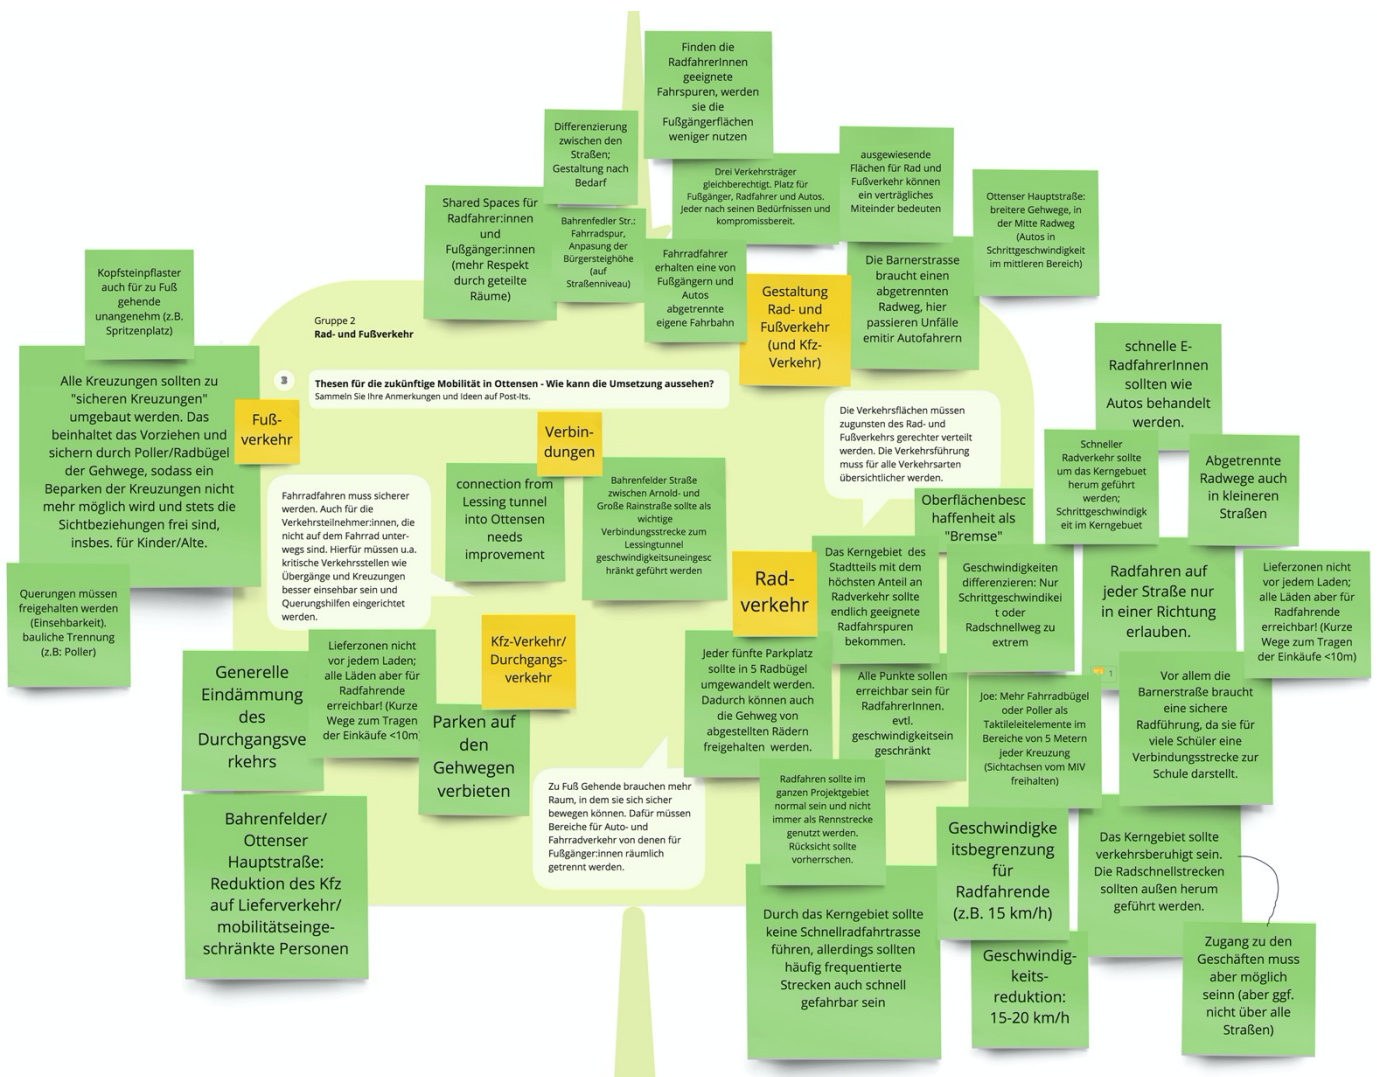 Finden die
RadfahrerInnen
geeignete
Fahrspuren, werden
sie die
Fußgängerflächen
weniger nutzen
Differenzierung
zwischen den
Straßen;
Gestaltung nach
Bedarf
Drei Verkehrsträger
gleichberechtigt. Platz für
Fußgänger, Radfahrer und Autos.
Jeder nach seinen Bedürfnissen und
kompromissbereit.
ausgewiesende
Flächen für Rad und
Fußverkehr können
ein verträgliches
Miteinder bedeuten
Ottenser Hauptstraße:
breitere Gehwege, in
der Mitte Radweg
(Autos in
Schrittgeschwindigkeit
im mittleren Bereich)
Shared Spaces für
Radfahrer:innen
und
Fußgänger:innen
(mehr Respekt
durch geteilte
Räume)
Bahrenfedler Str.:
Fahrradspur,
Anpasung der
Bürgersteighöhe
(auf
Straßenniveau)
Fahrradfahrer
erhalten eine von
Fußgängern und
Autos
abgetrennte
eigene Fahrbahn
Gestaltung
Rad- und
Fußverkehr
(und Kfz-
Verkehr)
Die Barnerstrasse
braucht einen
abgetrennten
Radweg, hier
passieren Unfälle
emitir Autofahrern
Kopfsteinpflaster
auch für zu Fuß
gehende
unangenehm (z.B.
Spritzenplatz)
Gruppe 2
Rad- und Fußverkehr
3
Thesen für die zukünftige Mobilität in Ottensen - Wie kann die Umsetzung aussehen?
Sammeln Sie Ihre Anmerkungen und Ideen auf Post-Its.
Alle Kreuzungen sollten zu
"sicheren Kreuzungen"
umgebaut werden. Das
beinhaltet das Vorziehen und
sichern durch Poller/Radbügel
der Gehwege, sodass ein
Beparken der Kreuzungen nicht
mehr möglich wird und stets die
Sichtbeziehungen frei sind,
insbes. für Kinder/Alte.
Fuß-
verkehr
Querungen müssen
freigehalten werden
(Einsehbarkeit).
bauliche Trennung
(z.B: Poller)
Fahrradfahren muss sicherer
werden. Auch für die
Verkehrsteilnehmer:innen, die
nicht auf dem Fahrrad unter-
wegs sind. Hierfür müssen u.a.
kritische Verkehrsstellen wie
Übergänge und Kreuzungen
besser einsehbar sein und
Querungshilfen eingerichtet
werden.
Verbin-
dungen
connection from
Lessing tunnel
into Ottensen
needs
improvement
Bahrenfelder Straße
zwischen Arnold- und
Große Rainstraße sollte als
wichtige
Verbindungsstrecke zum
Lessingtunnel
geschwindigkeitsuneingesc
hränkt geführt werden
Die Verkehrsflächen müssen
zugunsten des Rad- und
Fußverkehrs gerechter verteilt
werden. Die Verkehrsführung
muss für alle Verkehrsarten
übersichtlicher werden.
schnelle E-
RadfahrerInnen
sollten wie
Autos behandelt
werden.
Schneller
Radverkehr sollte
um das Kerngebuet
herum geführt
werden;
Schrittgeschwindigk
eit im Kerngebuet
Abgetrennte
Radwege auch
in kleineren
Straßen
Oberflächenbesc
haffenheit als
"Bremse"
Rad-
verkehr
Das Kerngebiet des
Stadtteils mit dem
höchsten Anteil an
Radverkehr sollte
endlich geeignete
Radfahrspuren
bekommen.
Geschwindigkeiten
differenzieren: Nur
Schrittgeschwindikei
t oder
Radschnellweg zu
extrem
Radfahren auf
jeder Straße nur
in einer Richtung
erlauben.
1
Lieferzonen nicht
vor jedem Laden;
alle Läden aber für
Radfahrende
erreichbar! (Kurze
Wege zum Tragen
der Einkäufe <10m)
Generelle
Eindämmung
des
Durchgangsve
rkehrs
Lieferzonen nicht
vor jedem Laden;
alle Läden aber für
Radfahrende
erreichbar! (Kurze
Wege zum Tragen
der Einkäufe <10m)
Kfz-Verkehr/
Durchgangs-
verkehr
Parken auf
den
Gehwegen
verbieten
Bahrenfelder/
Ottenser
Hauptstraße:
Reduktion des Kfz
auf Lieferverkehr/
mobilitätseinge-
schränkte Personen
Zu Fuß Gehende brauchen mehr
Raum, in dem sie sich sicher
bewegen können. Dafür müssen
Bereiche für Auto- und
Fahrradverkehr von denen für
Fußgänger:innen räumlich
getrennt werden.
Jeder fünfte Parkplatz
sollte in 5 Radbügel
umgewandelt werden.
Dadurch können auch
die Gehweg von
abgestellten Rädern
freigehalten werden.
Alle Punkte sollen
erreichbar sein für
RadfahrerInnen.
evtl.
geschwindigkeitsein
geschränkt
Joe: Mehr Fahrradbügel
oder Poller als
Taktileleitelemente im
Bereiche von 5 Metern
jeder Kreuzung
(Sichtachsen vom MIV
freihalten)
Vor allem die
Barnerstraße braucht
eine sichere
Radführung, da sie für
viele Schüler eine
Verbindungsstrecke zur
Schule darstellt.
Radfahren sollte im
ganzen Projektgebiet
normal sein und nicht
immer als Rennstrecke
genutzt werden.
Rücksicht sollte
vorherrschen.
Geschwindigke
itsbegrenzung
für
Radfahrende
(z.B. 15 km/h)
Das Kerngebiet sollte
verkehrsberuhigt sein.
Die Radschnellstrecken
sollten außen herum
geführt werden.
Durch das Kerngebiet sollte
keine Schnellradfahrtrasse
führen, allerdings sollten
häufig frequentierte
Strecken auch schnell
gefahrbar sein
Geschwindig-
keits-
reduktion:
15-20 km/h
Zugang zu den
Geschäften muss
aber möglich
seinn (aber ggf.
nicht über alle
Straßen)